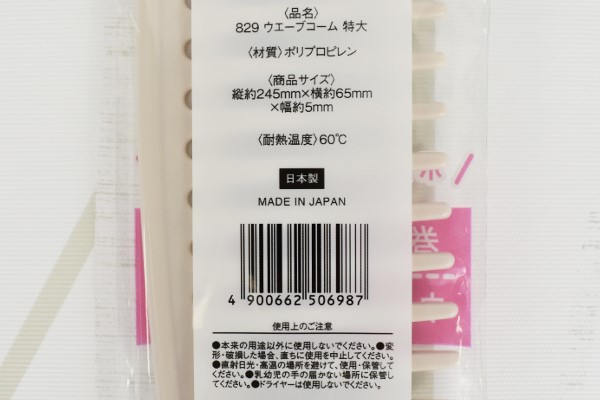 〈品名〉
829 ウエーブコーム 特大
〈材質〉ポリプロピレン
〈商品サイズ〉
縦約245mm×横約65mm
×幅約5mm
〈耐熱温度〉60℃
日本製
MADE IN JAPAN
4 900662 506987
使用上のご注意
●本来の用途以外に使用しないでください。●変
形・破損した場合、直ちに使用を中止してください。
●直射日光・高温の場所を避けて、使用・保管して
ください。●乳幼児の手の届かない場所に保管し
てください。●ドライヤーは使用しないでください。